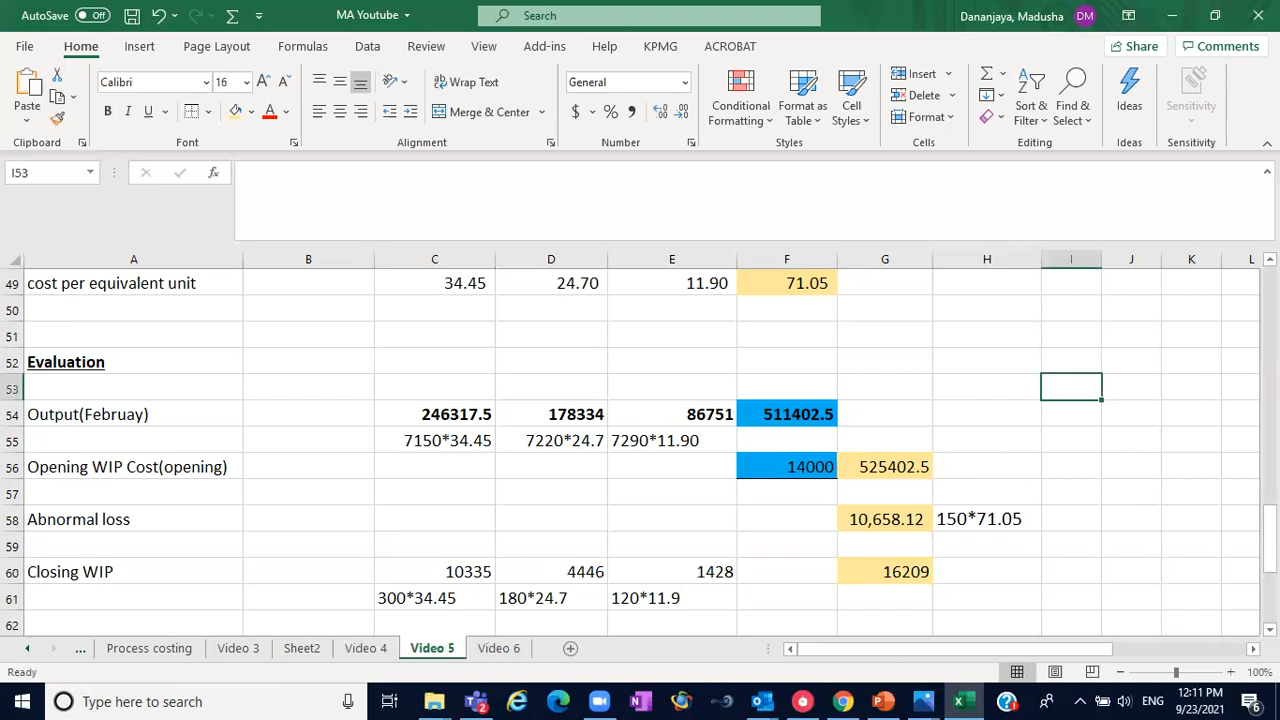 AutoSave Off MA Youtube Search Dananjaya, Madusha DM
File Home Insert Page Layout Formulas Data Review View Add-ins Help KPMG ACROBAT Share Comments
Paste Calibri 16 A A Wrap Text General Conditional Formatting Format as Table Cell Styles Insert Delete Format Sort & Filter Find & Select Ideas Sensitivity
B I U Merge & Center $ %
Clipboard Font Alignment Number Styles Cells Editing Ideas Sensitivity
I53 fx
A B C D E F G H I J K L
49 cost per equivalent unit 34.45 24.70 11.90 71.05
50
51
52 Evaluation
53
54 Output(Februay) 246317.5 178334 86751 511402.5
55 7150*34.45 7220*24.7 7290*11.90
56 Opening WIP Cost(opening) 14000 525402.5
57
58 Abnormal loss 10,658.12 150*71.05
59
60 Closing WIP 10335 4446 1428 16209
61 300*34.45 180*24.7 120*11.9
62
... Process costing Video 3 Sheet2 Video 4 Video 5 Video 6
Ready 100%
Type here to search ENG 12:11 PM 9/23/2021 6